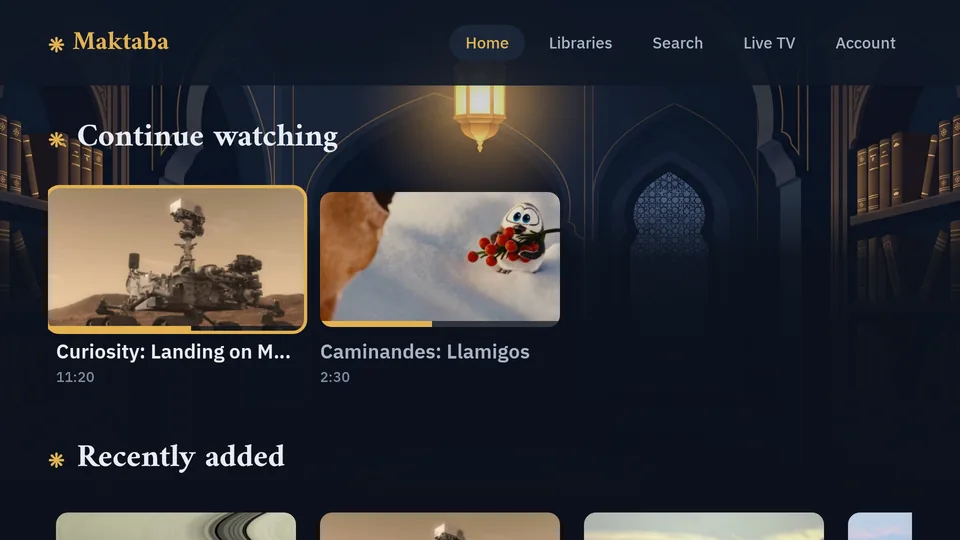 Maktaba
Home
Libraries
Search
Live TV
Account
Continue watching
Curiosity: Landing on M...
11:20
Caminandes: Llamigos
2:30
Recently added